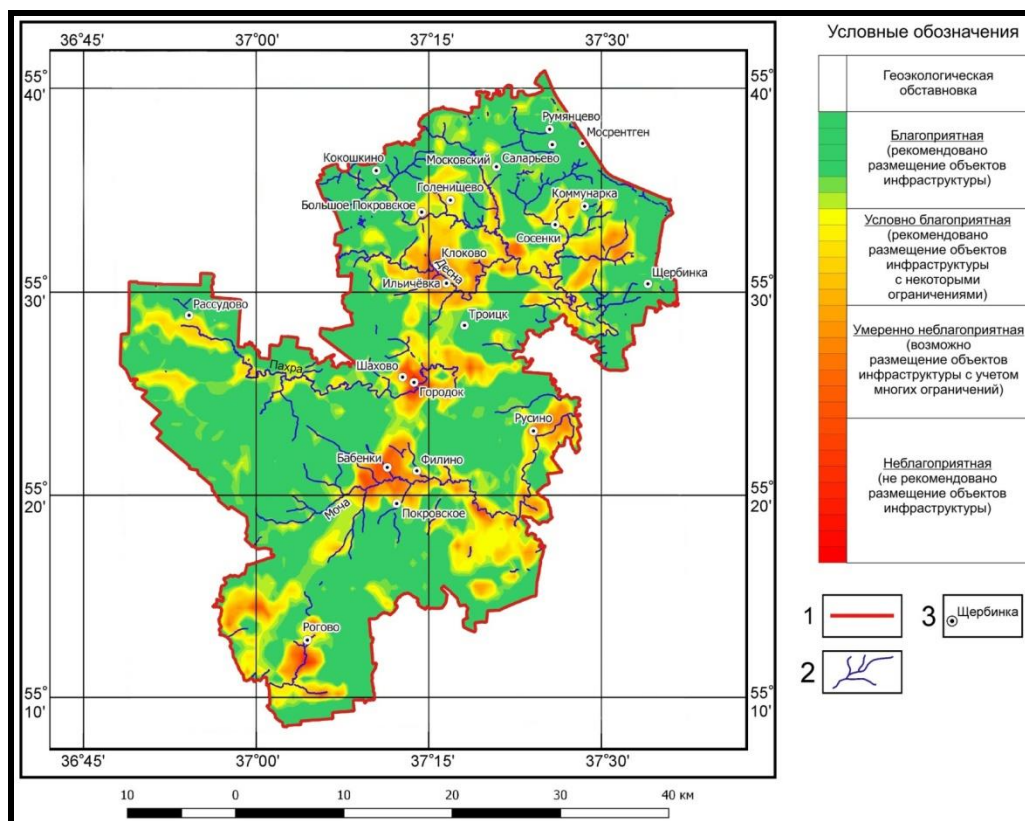 36°45' 37°00' 37°15' 37°30'
Условные обозначения
55°
40'
55°
40'
Румянцево
Мосрентген
Кокошкино
Московский
Саларьево
Голенищево
Коммунарка
Большое Покровское
Сосенки
Клоково
Десна
Щербинка
Ильичёвка
55°
30'
55°
30'
Рассудово
Троицк
Пахра
Шахово
Городок
Русино
Бабенки
Филино
55°
20'
55°
20'
Моча
Покровское
Рогово
55°
10'
55°
10'
36°45' 37°00' 37°15' 37°30'
10 0 10 20 30 40 км
Геоэкологическая
обставновка
Благоприятная
(рекомендовано
размещение объектов
инфраструктуры)
Условно благоприятная
(рекомендовано
размещение объектов
инфраструктуры
с некоторыми
ограничениями)
Умеренно неблагоприятная
(возможно
размещение объектов
инфраструктуры с учетом
многих ограничений)
Неблагоприятная
(не рекомендовано
размещение объектов
инфраструктуры)
1
3 Щербинка
2